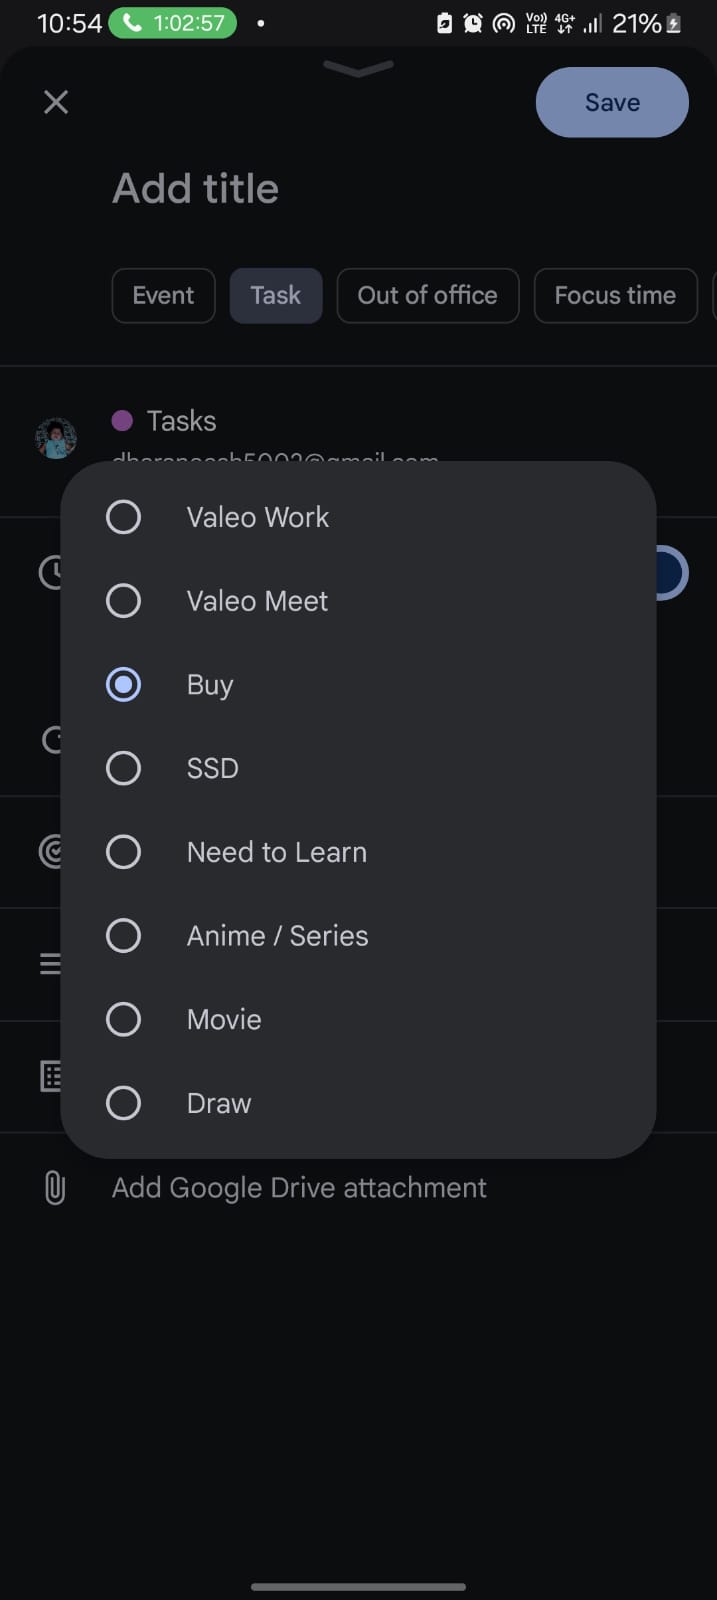 10:54 1:02:57 Vo)) LTE 4G+ 21%
Save
Add title
Event Task Out of office Focus time
Tasks
Valeo Work
Valeo Meet
Buy
SSD
Need to Learn
Anime / Series
Movie
Draw
Add Google Drive attachment